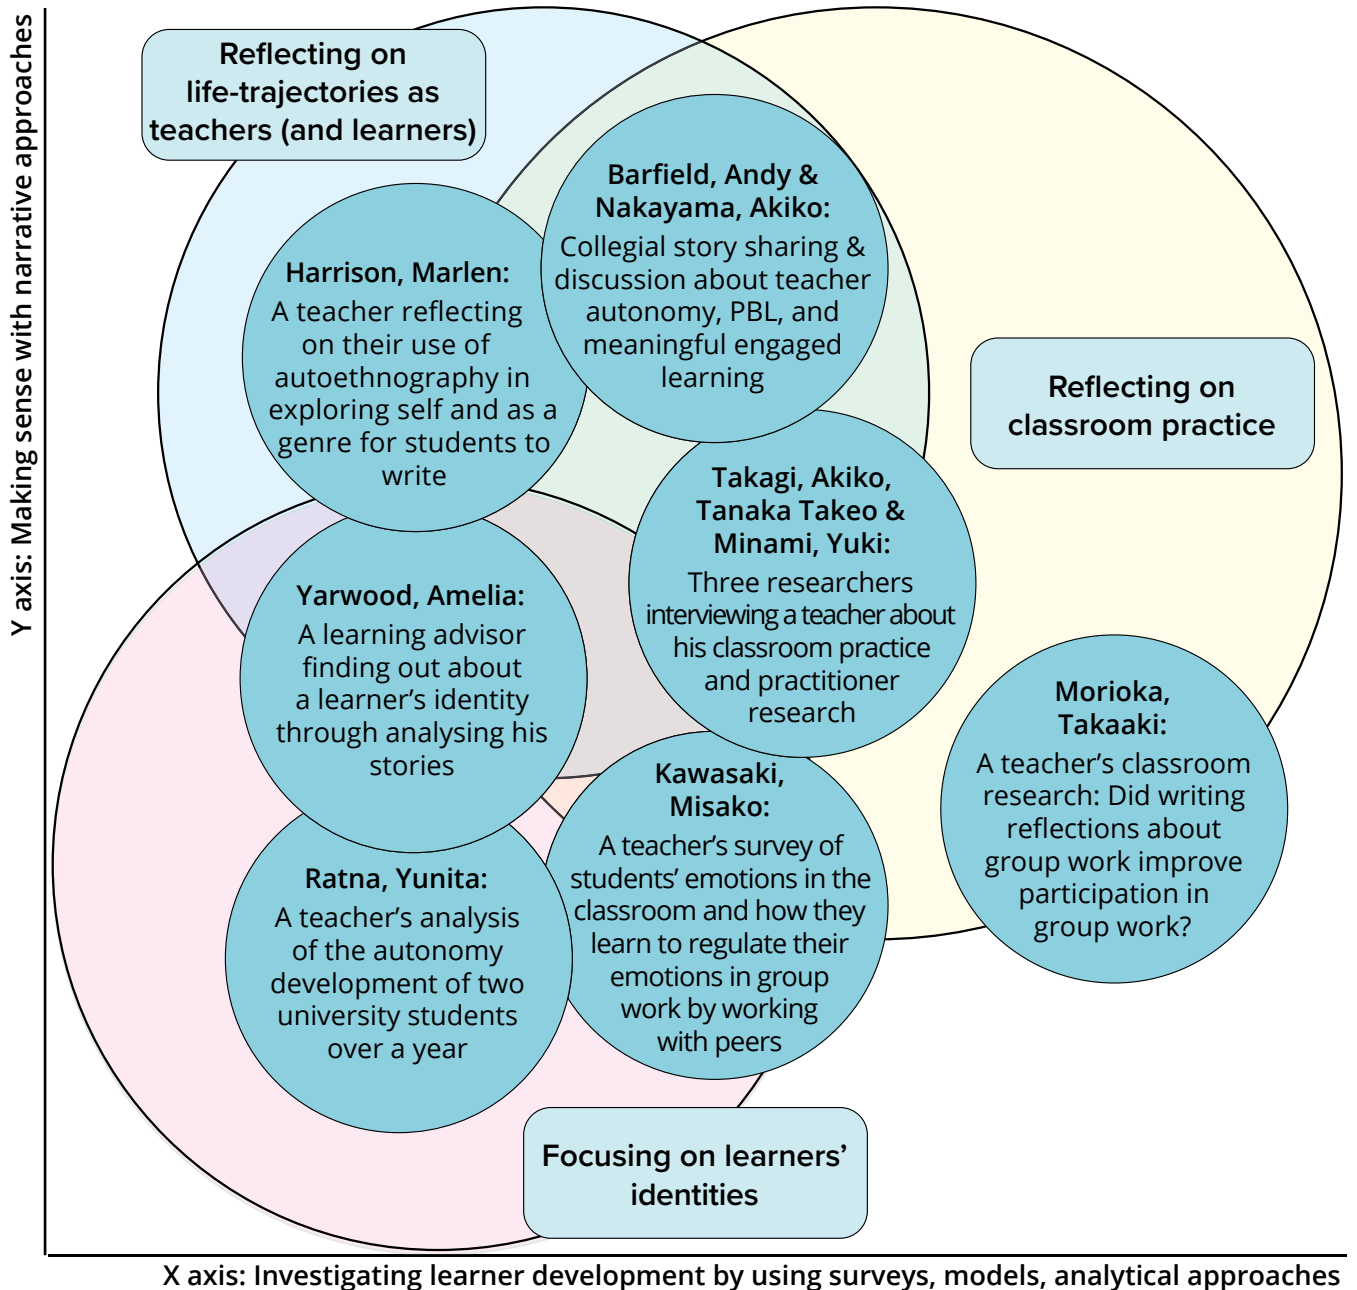 Y axis: Making sense with narrative approaches
Reflecting on
life-trajectories as
teachers (and learners)
Barfield, Andy &
Nakayama, Akiko:
Collegial story sharing &
discussion about teacher
autonomy, PBL, and
meaningful engaged
learning
Harrison, Marlen:
A teacher reflecting
on their use of
autoethnography in
exploring self and as a
genre for students to
write
Reflecting on
classroom practice
Takagi, Akiko,
Tanaka Takeo &
Minami, Yuki:
Three researchers
interviewing a teacher about
his classroom practice
and practitioner
research
Yarwood, Amelia:
A learning advisor
finding out about
a learner’s identity
through analysing his
stories
Morioka,
Takaaki:
A teacher’s classroom
research: Did writing
reflections about
group work improve
participation in
group work?
Kawasaki,
Misako:
A teacher’s survey of
students’ emotions in the
classroom and how they
learn to regulate their
emotions in group
work by working
with peers
Ratna, Yunita:
A teacher’s analysis
of the autonomy
development of two
university students
over a year
Focusing on learners’
identities
X axis: Investigating learner development by using surveys, models, analytical approaches